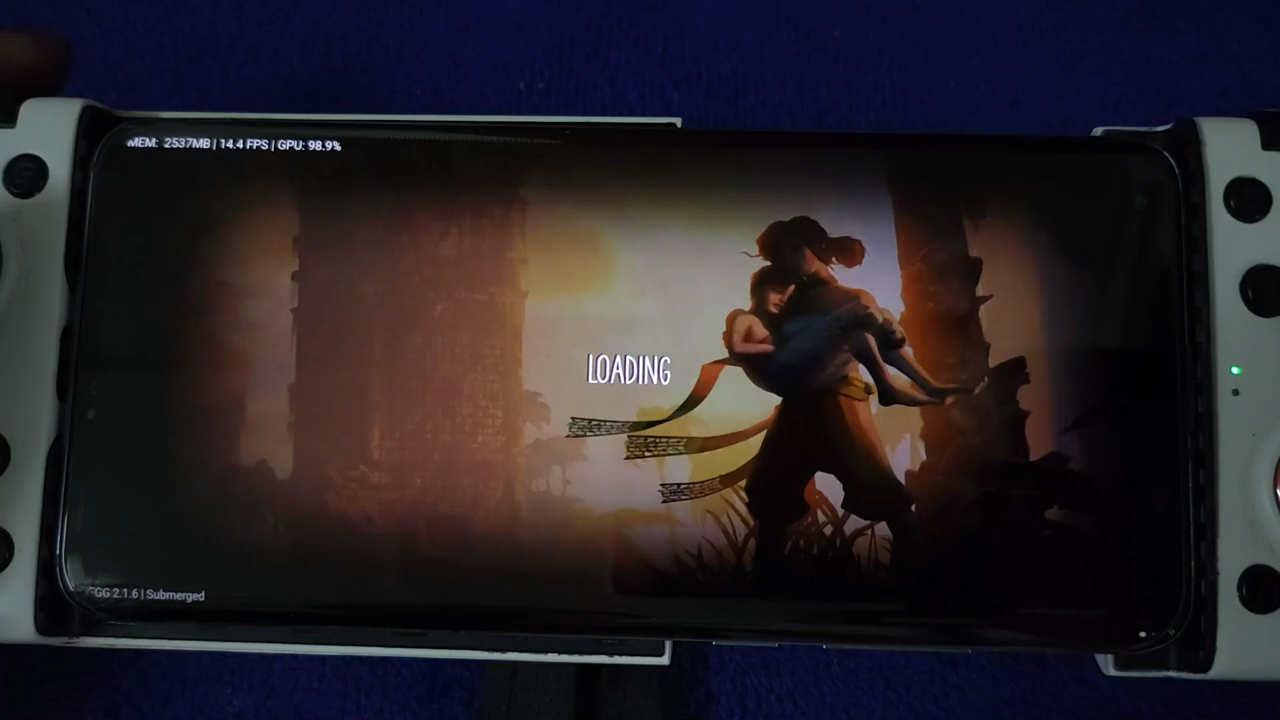 MEM: 2537MB | 14.4 FPS | GPU: 98.9%
LOADING
EGG 2.1.6 | Submerged